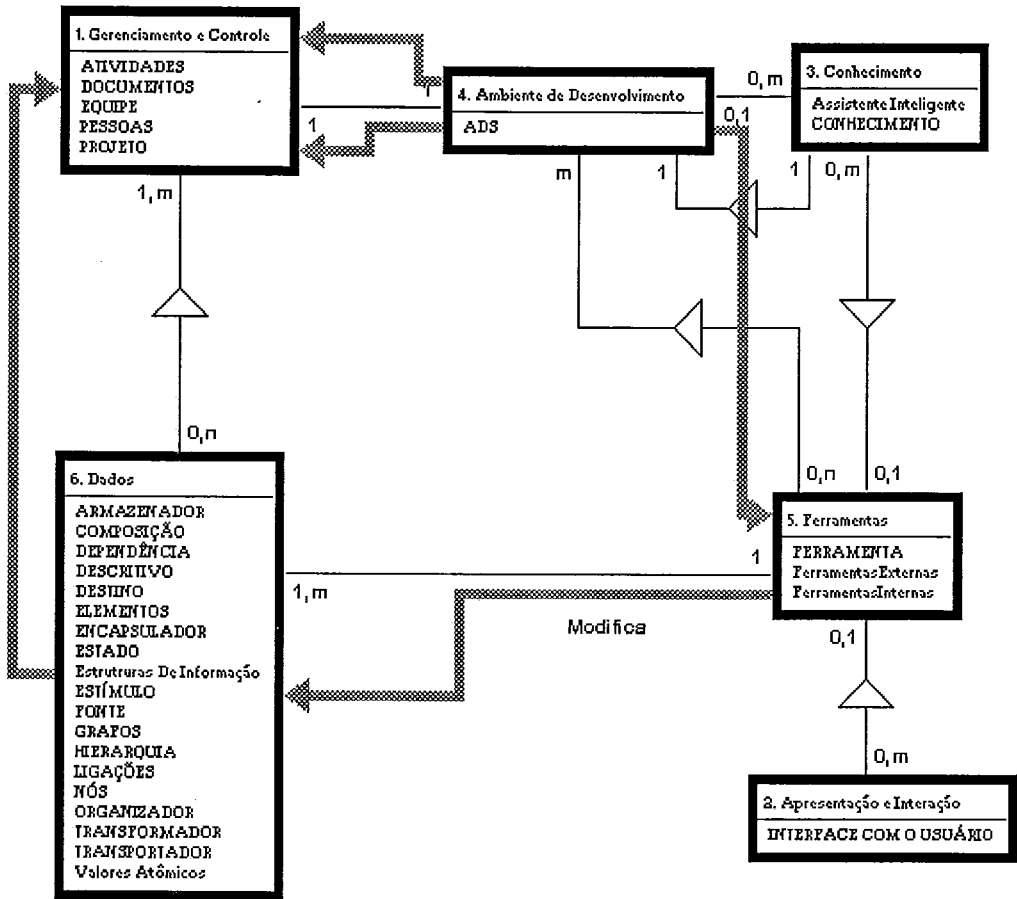 1. Gerenciamento e Controle
ATIVIDADES
DOCUMENTOS
EQUIPE
PESSOAS
PROJETO
1
1, m
4. Ambiente de Desenvolvimento
ADS
0, m
0,1
m
1
3. Conhecimento
Assistente Inteligente
CONHECIMENTO
1
0, m
0,n
6. Dados
ARMAZENADOR
COMPOSIÇÃO
DEPENDÊNCIA
DESCRITIVO
DESTINO
ELEMENTOS
ENCAPSULADOR
ESTADO
Estruturas De Informação
ESTÍMULO
FONTE
GRAFOS
HIERARQUIA
LIGAÇÕES
NÓS
ORGANIZADOR
TRANSFORMADOR
TRANSPORTADOR
Valores Atômicos
1, m
Modifica
1
0,n
0,1
5. Ferramentas
FERRAMENTA
FerramentasExternas
FerramentasInternas
0,1
0, m
2. Apresentação e Interação
INTERFACE COM O USUÁRIO